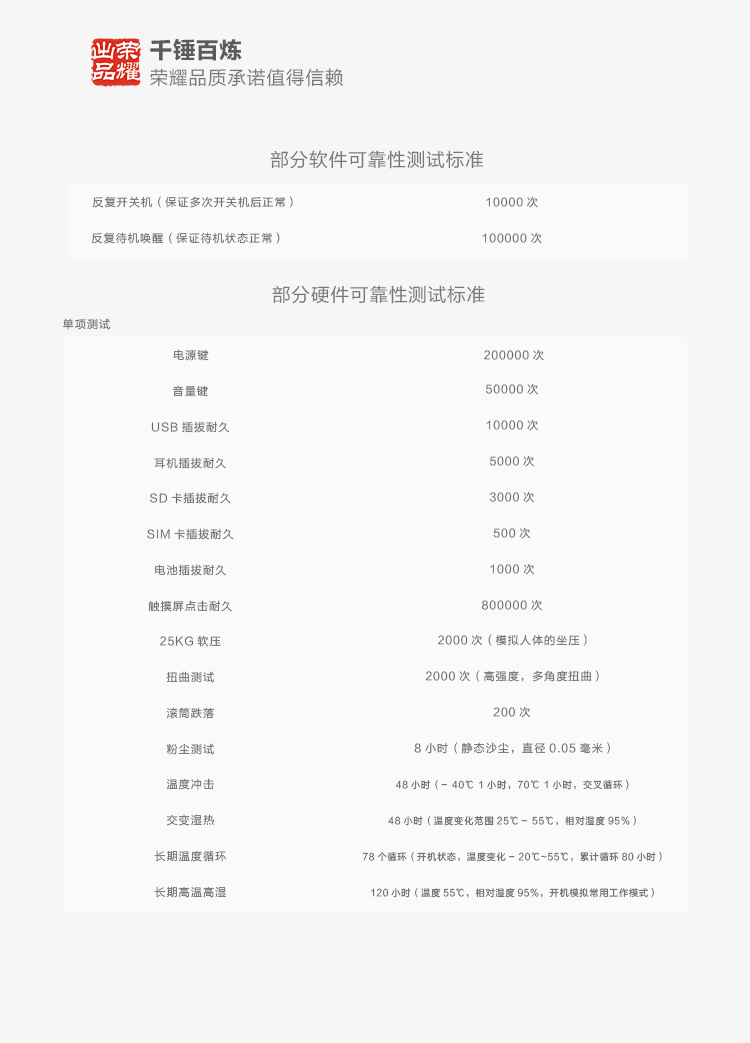 荣耀
出品
千锤百炼
荣耀品质承诺值得信赖
部分软件可靠性测试标准
反复开关机（保证多次开关机后正常） 10000 次
反复待机唤醒（保证待机状态正常） 100000 次
部分硬件可靠性测试标准
单项测试
电源键 200000 次
音量键 50000 次
USB 插拔耐久 10000 次
耳机插拔耐久 5000 次
SD 卡插拔耐久 3000 次
SIM 卡插拔耐久 500 次
电池插拔耐久 1000 次
触摸屏点击耐久 800000 次
25KG 软压 2000 次（模拟人体的坐压）
扭曲测试 2000 次（高强度，多角度扭曲）
滚筒跌落 200 次
粉尘测试 8 小时（静态沙尘，直径 0.05 毫米）
温度冲击 48 小时（– 40℃ 1 小时，70℃ 1 小时，交叉循环）
交变湿热 48 小时（温度变化范围 25℃ ~ 55℃，相对湿度 95%）
长期温度循环 78 个循环（开机状态，温度变化 – 20℃~55℃，累计循环 80 小时）
长期高温高湿 120 小时（温度 55℃，相对湿度 95%，开机模拟常用工作模式）